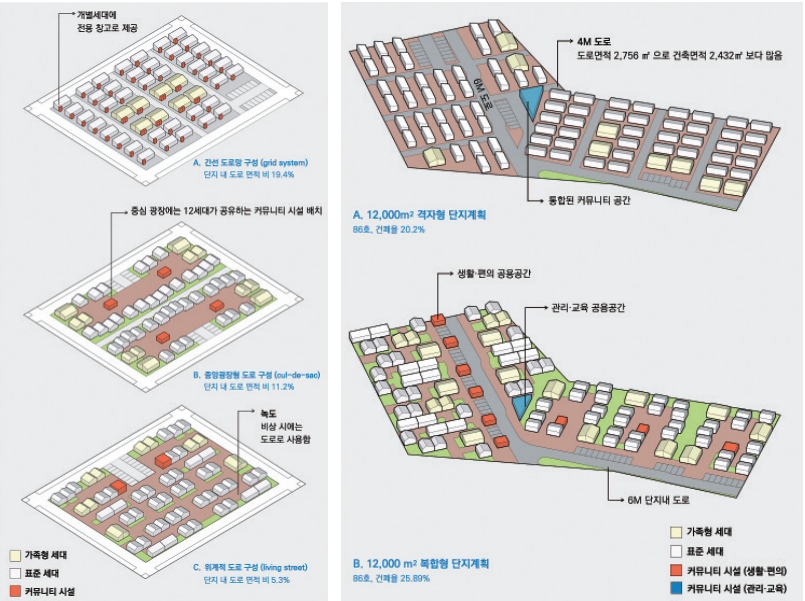 개별세대에
전용 창고로 제공
A. 간선 도로망 구성 (grid system)
단지 내 도로 면적 비 19.4%
중심 광장에는 12세대가 공유하는 커뮤니티 시설 배치
B. 중앙광장형 도로 구성 (cul-de-sac)
단지 내 도로 면적 비 11.2%
녹도
비상 시에는
도로로 사용함
C. 위계적 도로 구성 (living street)
단지 내 도로 면적 비 5.3%
가족형 세대
표준 세대
커뮤니티 시설
4M 도로
도로면적 2,756 ㎡ 으로 건축면적 2,432㎡ 보다 많음
6M 도로
통합된 커뮤니티 공간
A. 12,000m² 격자형 단지계획
86호, 건폐율 20.2%
생활·편의 공용공간
관리·교육 공용공간
6M 단지내 도로
B. 12,000 m² 복합형 단지계획
86호, 건폐율 25.89%
가족형 세대
표준 세대
커뮤니티 시설 (생활·편의)
커뮤니티 시설 (관리·교육)